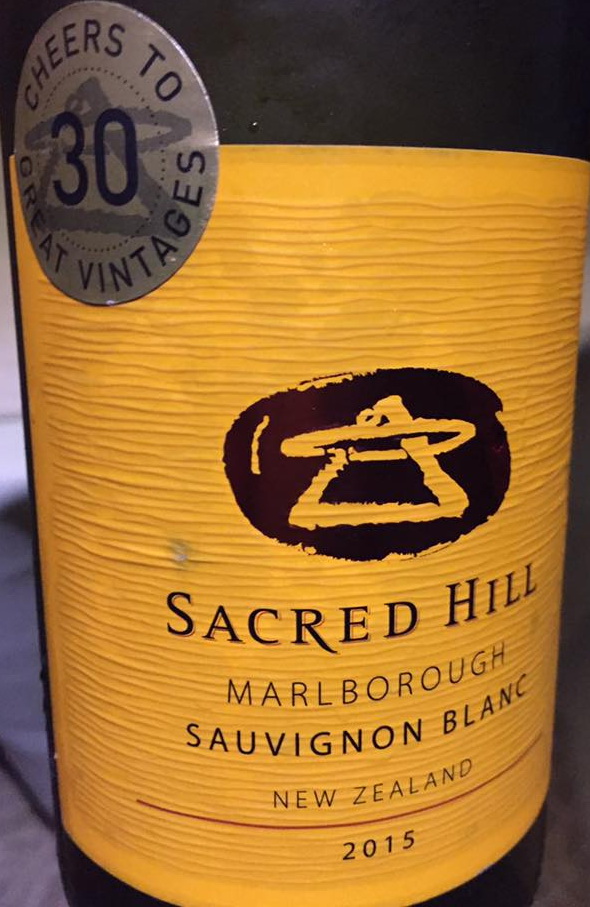 CHEERS TO
30
GREAT VINTAGES
SACRED HILL
MARLBOROUGH
SAUVIGNON BLANC
NEW ZEALAND
2015